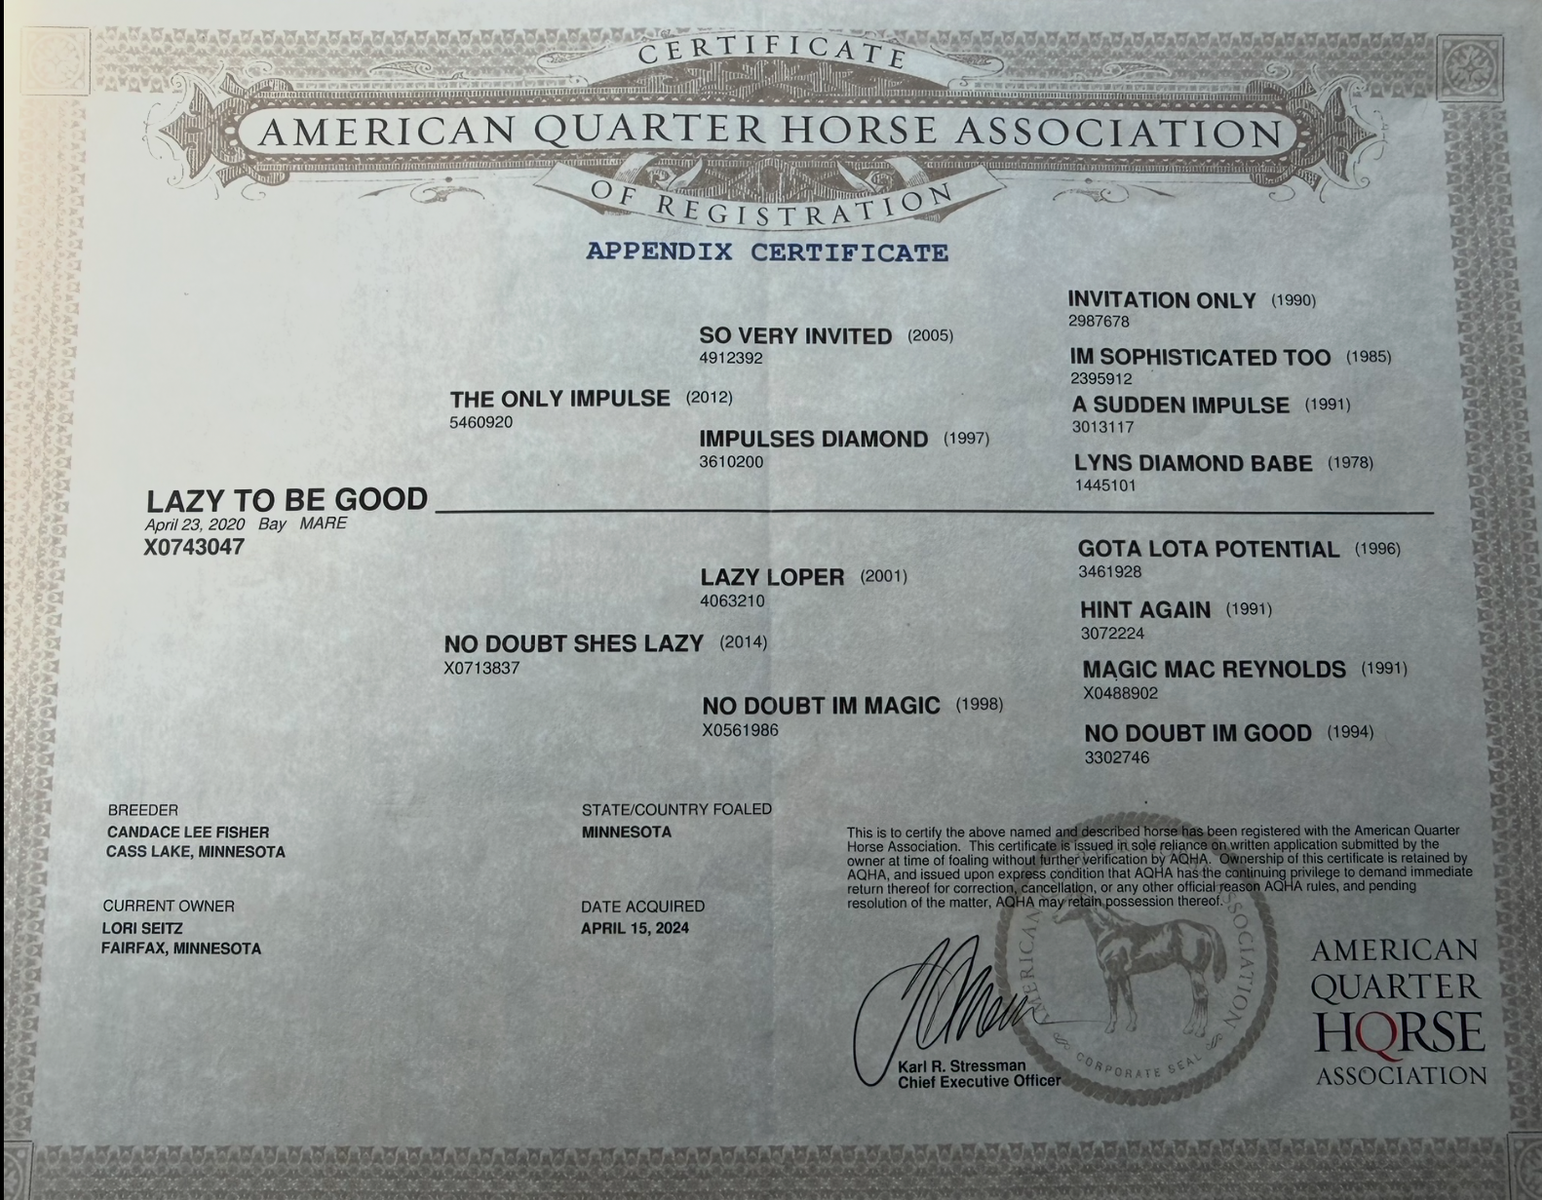 CERTIFICATE
AMERICAN QUARTER HORSE ASSOCIATION
OF REGISTRATION
APPENDIX CERTIFICATE
INVITATION ONLY (1990)
2987678
SO VERY INVITED (2005)
4912392
IM SOPHISTICATED TOO (1985)
2395912
THE ONLY IMPULSE (2012)
5460920
A SUDDEN IMPULSE (1991)
3013117
IMPULSES DIAMOND (1997)
3610200
LYNS DIAMOND BABE (1978)
1445101
LAZY TO BE GOOD
April 23, 2020 Bay MARE
X0743047
GOTA LOTA POTENTIAL (1996)
3461928
LAZY LOPER (2001)
4063210
HINT AGAIN (1991)
3072224
NO DOUBT SHES LAZY (2014)
X0713837
MAGIC MAC REYNOLDS (1991)
X0488902
NO DOUBT IM MAGIC (1998)
X0561986
NO DOUBT IM GOOD (1994)
3302746
BREEDER
CANDACE LEE FISHER
CASS LAKE, MINNESOTA
STATE/COUNTRY FOALED
MINNESOTA
CURRENT OWNER
LORI SEITZ
FAIRFAX, MINNESOTA
DATE ACQUIRED
APRIL 15, 2024
This is to certify the above named and described horse has been registered with the American Quarter
Horse Association. This certificate is issued in sole reliance on written application submitted by the
owner at time of foaling without further verification by AQHA. Ownership of this certificate is retained by
AQHA, and issued upon express condition that AQHA has the continuing privilege to demand immediate
return thereof for correction, cancellation, or any other official reason AQHA rules, and pending
resolution of the matter, AQHA may retain possession thereof.
Karl R. Stressman
Chief Executive Officer
AMERICAN
ASSOCIATION
CORPORATE SEAL
AMERICAN
QUARTER
HORSE
ASSOCIATION